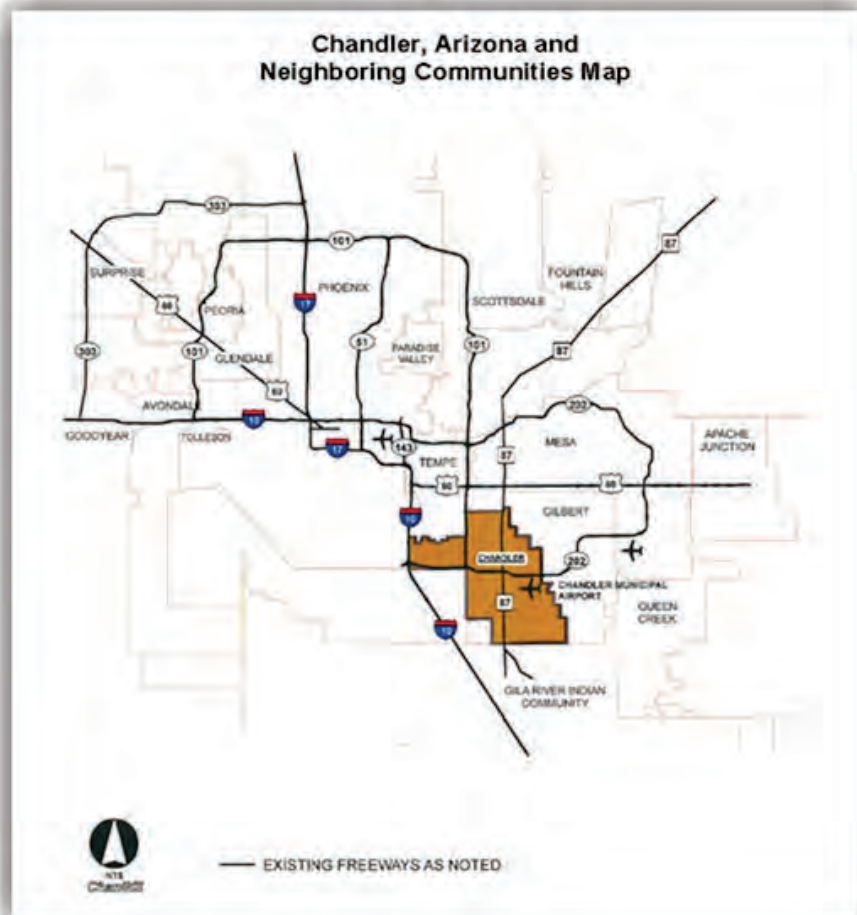 Chandler, Arizona and
Neighboring Communities Map
303
101
87
SURPRISE
FOUNTAIN
HILLS
PHOENIX
SCOTTSDALE
60
17
PEORIA
303
101
51
PARADISE
VALLEY
101
87
GLENDALE
60
202
AVONDAL
10
GOODYEAR
TOLLESON
17
143
87
MESA
APACHE
JUNCTION
TEMPE
60
60
10
GILBERT
CHANDLER
202
CHANDLER MUNICIPAL
AIRPORT
87
QUEEN
CREEK
10
GILA RIVER INDIAN
COMMUNITY
NTS
EXISTING FREEWAYS AS NOTED